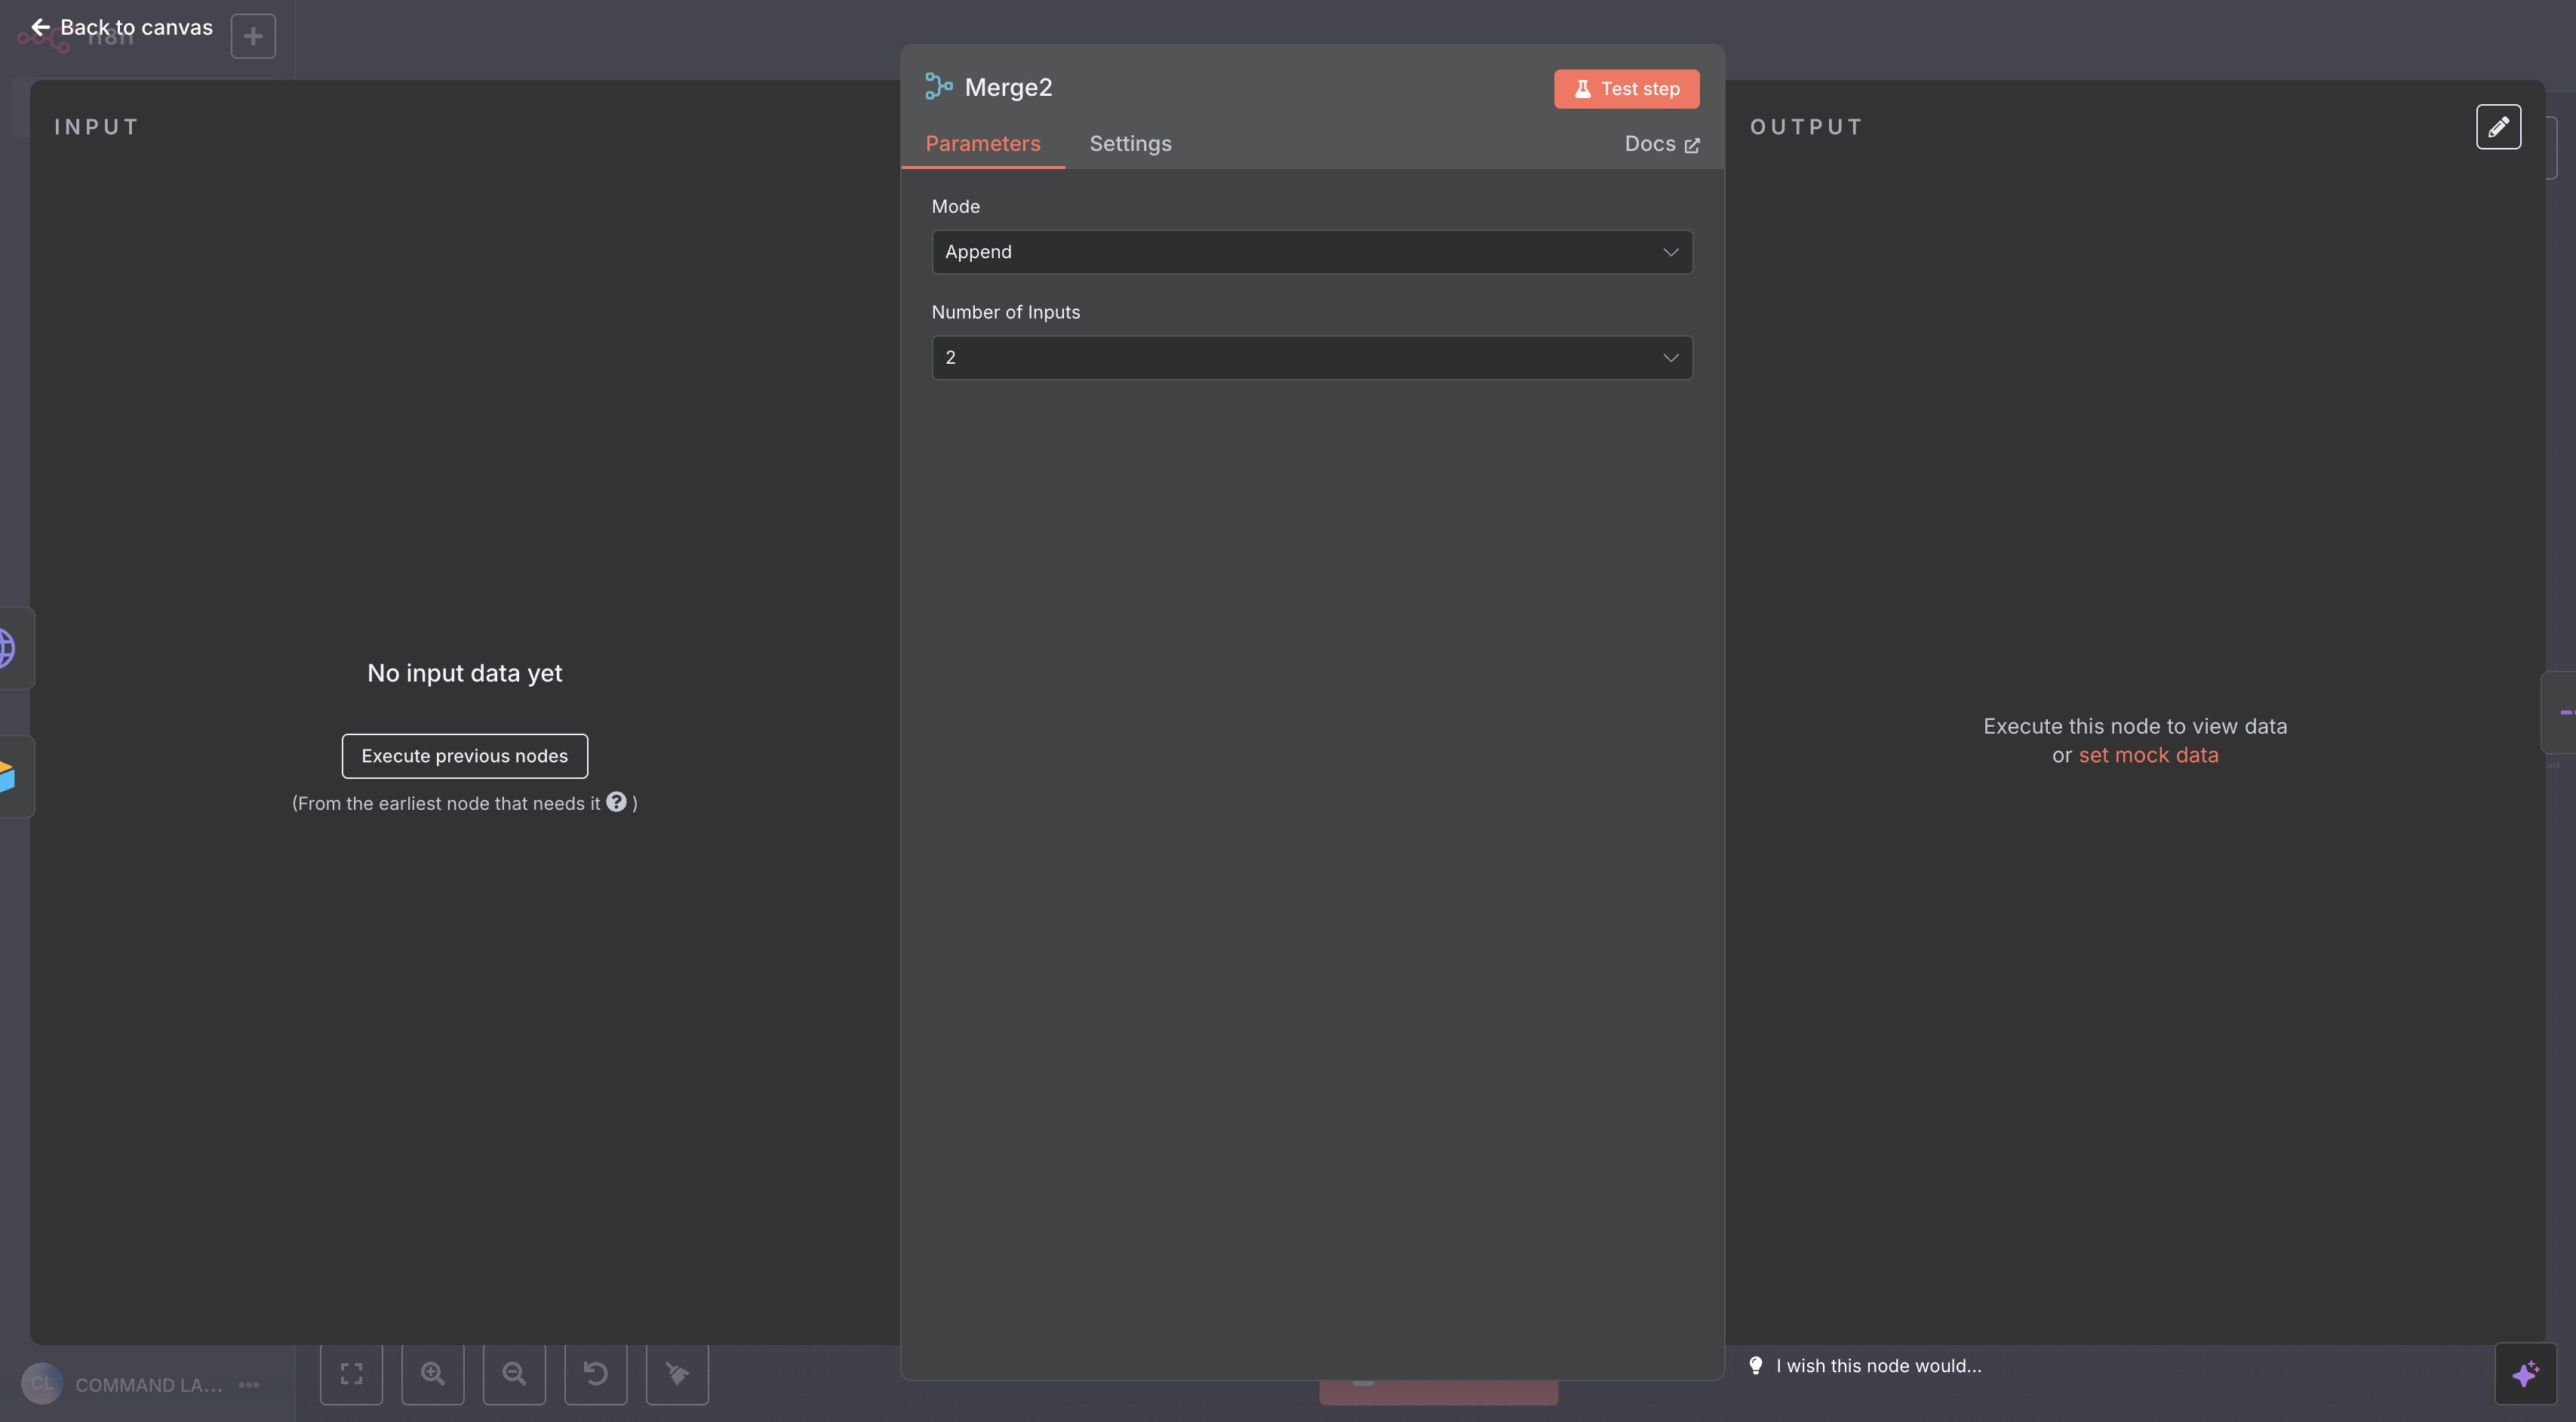 Back to canvas
n8n
INPUT
Merge2
Test step
OUTPUT
Parameters
Settings
Docs
Mode
Append
Number of Inputs
2
No input data yet
Execute previous nodes
(From the earliest node that needs it ? )
Execute this node to view data
or set mock data
I wish this node would...
CL
COMMAND LA...